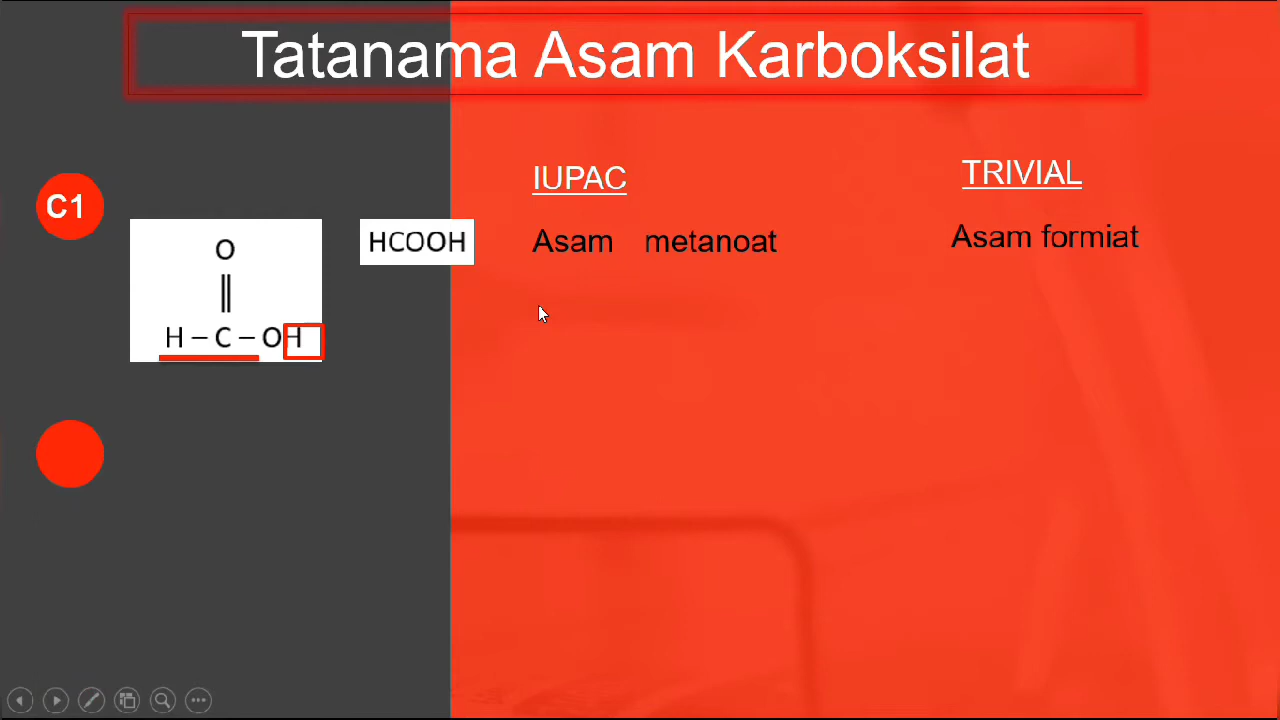 Tatanama Asam Karboksilat
IUPAC
TRIVIAL
C1
HCOOH
Asam metanoat
Asam formiat
O
||
H – C – OH